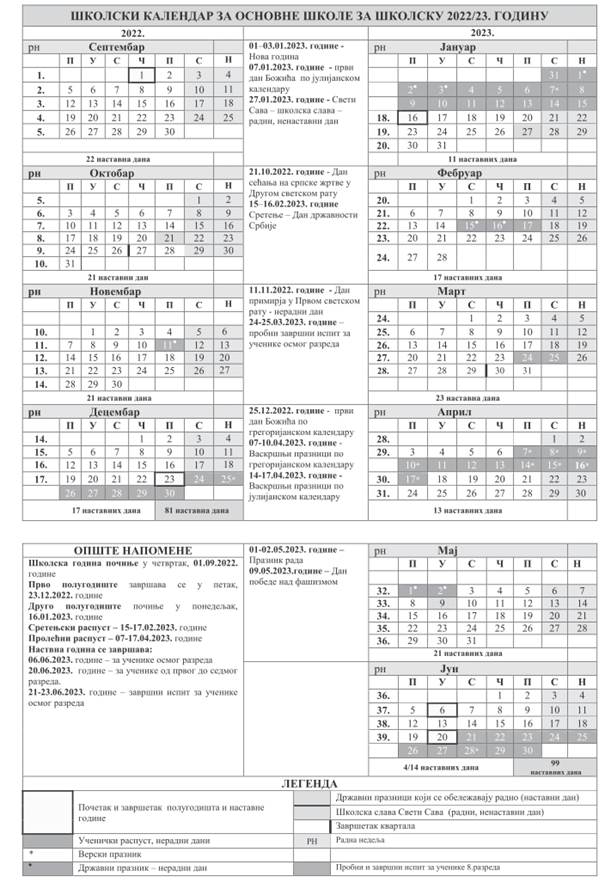 ШКОЛСКИ КАЛЕНДАР ЗА ОСНОВНЕ ШКОЛЕ ЗА ШКОЛСКУ 2022/23. ГОДИНУ
2022.
рн Септембар
П У С Ч П С Н
1. 1 2 3 4
2. 5 6 7 8 9 10 11
3. 12 13 14 15 16 17 18
4. 19 20 21 22 23 24 25
5. 26 27 28 29 30
22 наставна дана
рн Октобар
П У С Ч П С Н
5. 1 2
6. 3 4 5 6 7 8 9
7. 10 11 12 13 14 15 16
8. 17 18 19 20 21 22 23
9. 24 25 26 27 28 29 30
10. 31
21 наставни дан
рн Новембар
П У С Ч П С Н
10. 1 2 3 4 5 6
11. 7 8 9 10 11* 12 13
12. 14 15 16 17 18 19 20
13. 21 22 23 24 25 26 27
14. 28 29 30
21 наставни дан
рн Децембар
П У С Ч П С Н
14. 1 2 3 4
15. 5 6 7 8 9 10 11
16. 12 13 14 15 16 17 18
17. 19 20 21 22 23 24 25*
26 27 28 29 30
17 наставних дана 81 наставна дана
01-03.01.2023. године -
Нова година
07.01.2023. године - први
дан Божића по јулијанском
календару
27.01.2023. године - Свети
Сава – школска слава –
радни, ненаставни дан
21.10.2022. године - Дан
сећања на српске жртве у
Другом светском рату
15-16.02.2023. године
Сретење – Дан државности
Србије
11.11.2022. године - Дан
примирја у Првом светском
рату - нерадни дан
24-25.03.2023. године –
пробни завршни испит за
ученике осмог разреда
25.12.2022. године - први
дан Божића по
грегоријанском календару
07-10.04.2023. године -
Васкршњи празници по
грегоријанском календару
14-17.04.2023. године -
Васкршњи празници по
јулијанском календару
2023.
рн Јануар
П У С Ч П С Н
31 1*
2* 3* 4 5 6 7* 8
9 10 11 12 13 14 15
18. 16 17 18 19 20 21 22
19. 23 24 25 26 27 28 29
20. 30 31
11 наставних дана
рн Фебруар
П У С Ч П С Н
20. 1 2 3 4 5
21. 6 7 8 9 10 11 12
22. 13 14 15* 16* 17 18 19
23. 20 21 22 23 24 25 26
24. 27 28
17 наставних дана
рн Март
П У С Ч П С Н
24. 1 2 3 4 5
25. 6 7 8 9 10 11 12
26. 13 14 15 16 17 18 19
27. 20 21 22 23 24 25 26
28. 27 28 29 30 31
23 наставна дана
рн Април
П У С Ч П С Н
28. 1 2
29. 3 4 5 6 7* 8* 9*
10* 11 12 13 14* 15* 16*
30. 17* 18 19 20 21 22 23
31. 24 25 26 27 28 29 30
13 наставних дана
ОПШТЕ НАПОМЕНЕ
Школска година почиње у четвртак, 01.09.2022.
године
Прво полугодиште завршава се у петак,
23.12.2022. године
Друго полугодиште почиње у понедељак,
16.01.2023. године
Сретењски распуст – 15-17.02.2023. године
Пролећни распуст – 07-17.04.2023. године
Наствна година се завршава:
06.06.2023. године – за ученике осмог разреда
20.06.2023. године – за ученике од првог до седмог
разреда.
21-23.06.2023. године – завршни испит за ученике
осмог разреда
01-02.05.2023. године –
Празник рада
09.05.2023.године – Дан
победе над фашизмом
рн Мај
П У С Ч П С Н
32. 1* 2* 3 4 5 6 7
33. 8 9 10 11 12 13 14
34. 15 16 17 18 19 20 21
35. 22 23 24 25 26 27 28
36. 29 30 31
21 наставних дана
рн Јун
П У С Ч П С Н
36. 1 2 3 4
37. 5 6 7 8 9 10 11
38. 12 13 14 15 16 17 18
39. 19 20 21 22 23 24 25
26 27 28* 29 30
4/14 наставних дана 99
наставних дана
ЛЕГЕНДА
Почетак и завршетак полугодишта и наставне
године
Ученички распуст, нерадни дани
* Верски празник
* Државни празник – нерадни дан
Државни празници који се обележавају радно (наставни дан)
Школска слава Свети Сава (радни, ненаставни дан)
Завршетак квартала
РН Радна недеља
Пробни и завршни испит за ученике 8.разреда